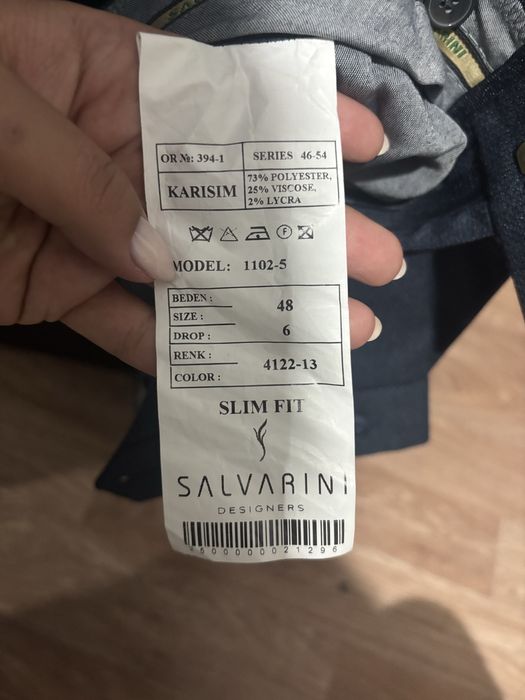 OR №: 394-1 SERIES 46-54
KARISIM 73% POLYESTER,
25% VISCOSE,
2% LYCRA
MODEL: 1102-5
BEDEN :
SIZE : 48
DROP : 6
RENK :
COLOR : 4122-13
SLIM FIT
SALVARINI
DESIGNERS